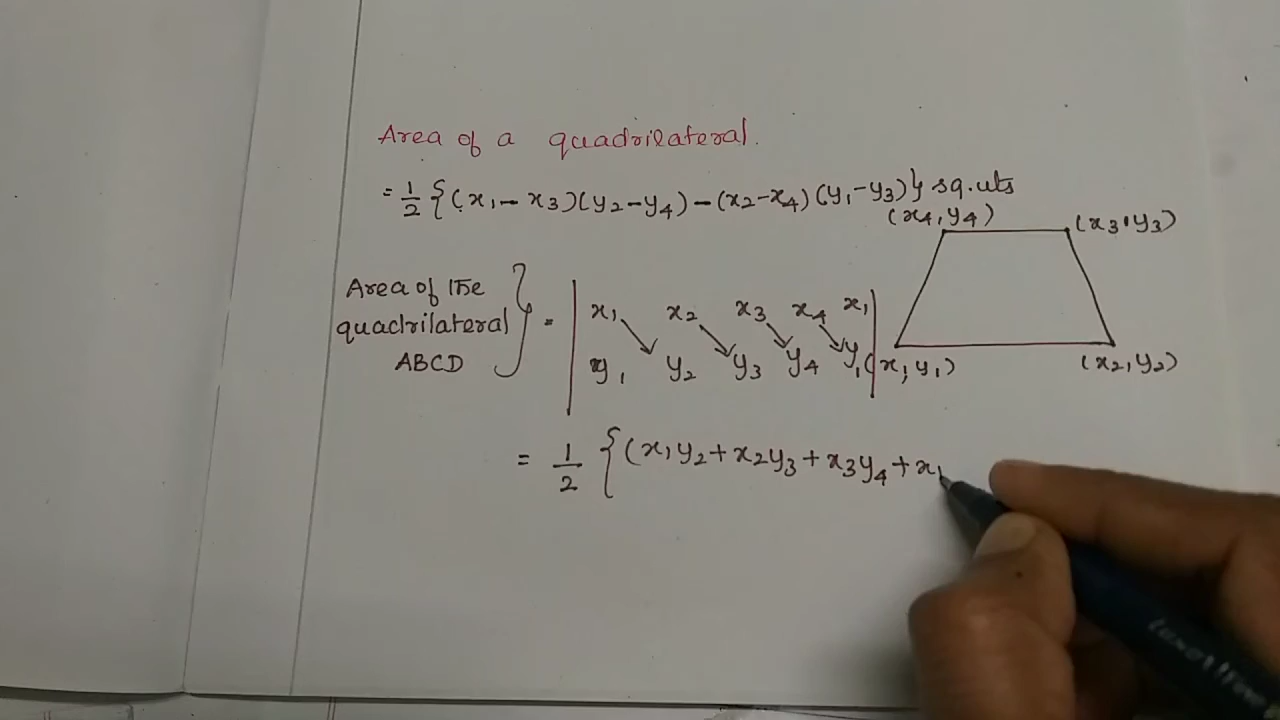 Area of a quadrilateral.
= 1/2 {(x₁ - x₃)(y₂ - y₄) - (x₂ - x₄)(y₁ - y₃)} sq.uts
(x₄, y₄) (x₃, y₃)
Area of the
quadrilateral
ABCD
= | x₁ x₂ x₃ x₄ x₁ |
y₁ y₂ y₃ y₄ y₁
(x₁, y₁) (x₂, y₂)
= 1/2 {(x₁y₂ + x₂y₃ + x₃y₄ + x